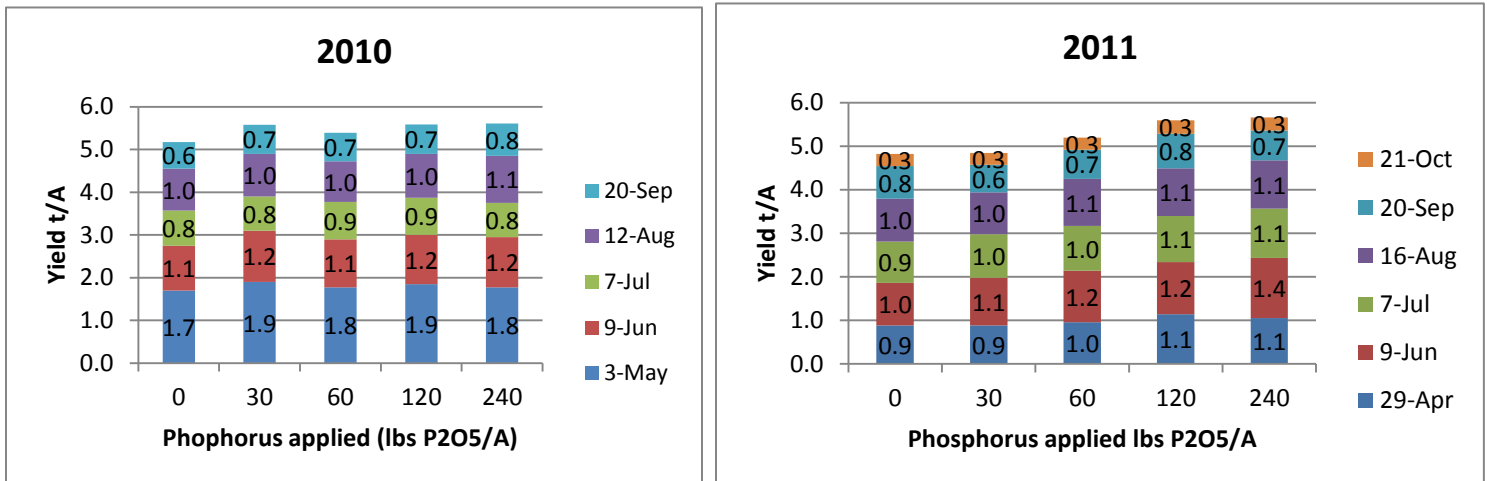 2010
6.0
5.0
4.0
3.0
2.0
1.0
0.0
Yield t/A
0.6 0.7 0.7 0.7 0.8
1.0 1.0 1.0 1.0 1.1
0.8 0.8 0.9 0.9 0.8
1.1 1.2 1.1 1.2 1.2
1.7 1.9 1.8 1.9 1.8
0 30 60 120 240
Phophorus applied (lbs P2O5/A)
20-Sep
12-Aug
7-Jul
9-Jun
3-May
2011
6.0
5.0
4.0
3.0
2.0
1.0
0.0
Yield t/A
0.3 0.3 0.3 0.3 0.3
0.8 0.6 0.7 0.8 0.7
1.0 1.0 1.1 1.1 1.1
0.9 1.0 1.0 1.1 1.1
1.0 1.1 1.2 1.2 1.4
0.9 0.9 1.0 1.1 1.1
0 30 60 120 240
Phosphorus applied lbs P2O5/A
21-Oct
20-Sep
16-Aug
7-Jul
9-Jun
29-Apr